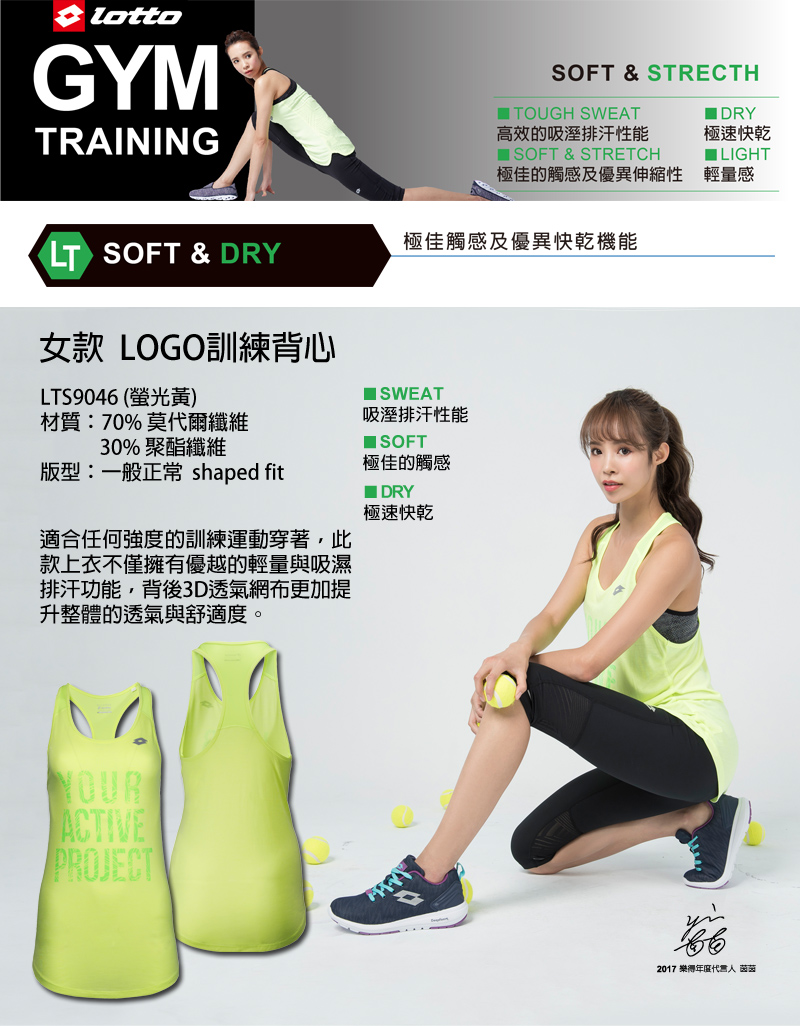 lotto
GYM
TRAINING
SOFT & STRECTH
■ TOUGH SWEAT
高效的吸溼排汗性能
■ DRY
極速快乾
■ SOFT & STRETCH
極佳的觸感及優異伸縮性
■ LIGHT
輕量感
LT SOFT & DRY
極佳觸感及優異快乾機能
女款 LOGO訓練背心
LTS9046 (螢光黃)
材質：70% 莫代爾纖維
30% 聚酯纖維
版型：一般正常 shaped fit
■ SWEAT
吸溼排汗性能
■ SOFT
極佳的觸感
■ DRY
極速快乾
適合任何強度的訓練運動穿著，此
款上衣不僅擁有優越的輕量與吸濕
排汗功能，背後3D透氣網布更加提
升整體的透氣與舒適度。
YOUR
ACTIVE
PROJECT
2017 樂得年度代言人 茵茵